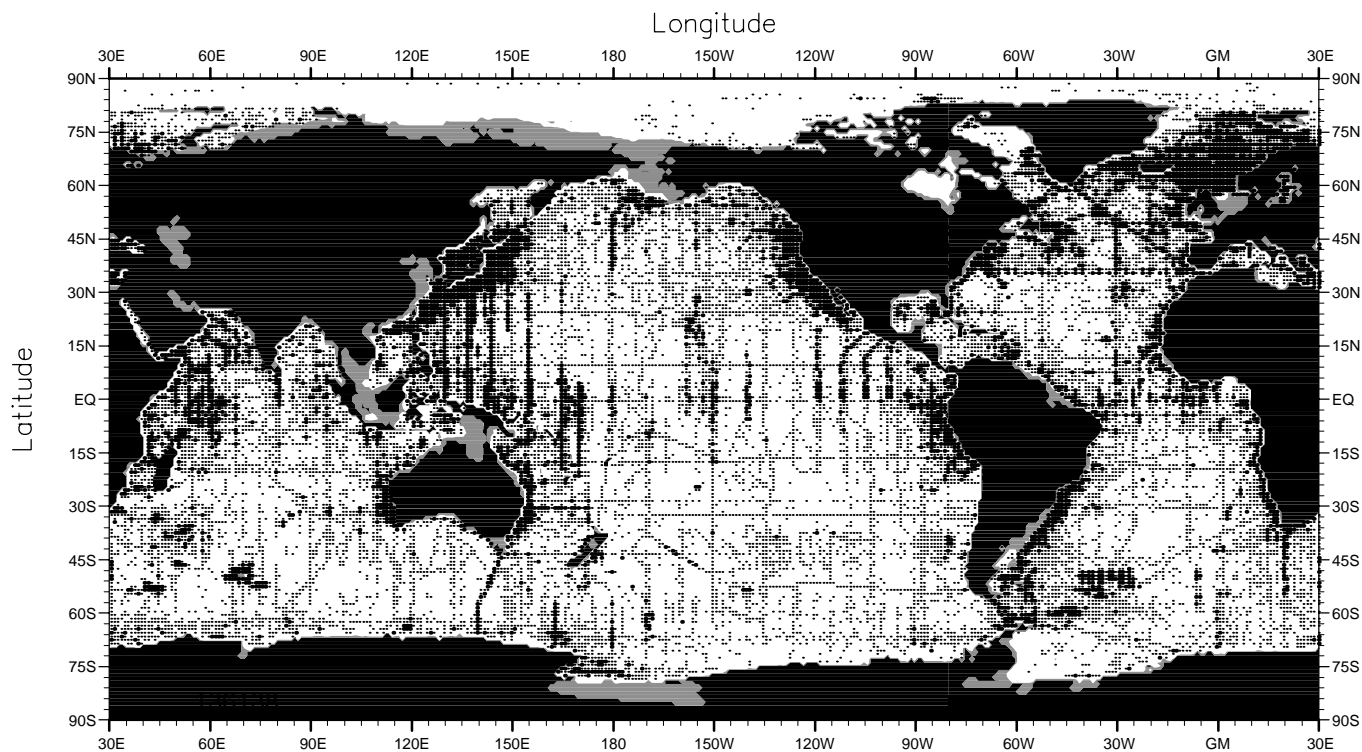 Longitude
30E 60E 90E 120E 150E 180 150W 120W 90W 60W 30W GM 30E
90N 90N
75N 75N
60N 60N
45N 45N
30N 30N
15N 15N
Latitude
EQ EQ
15S 15S
30S 30S
45S 45S
60S 60S
75S 75S
90S 90S
30E 60E 90E 120E 150E 180 150W 120W 90W 60W 30W GM 30E